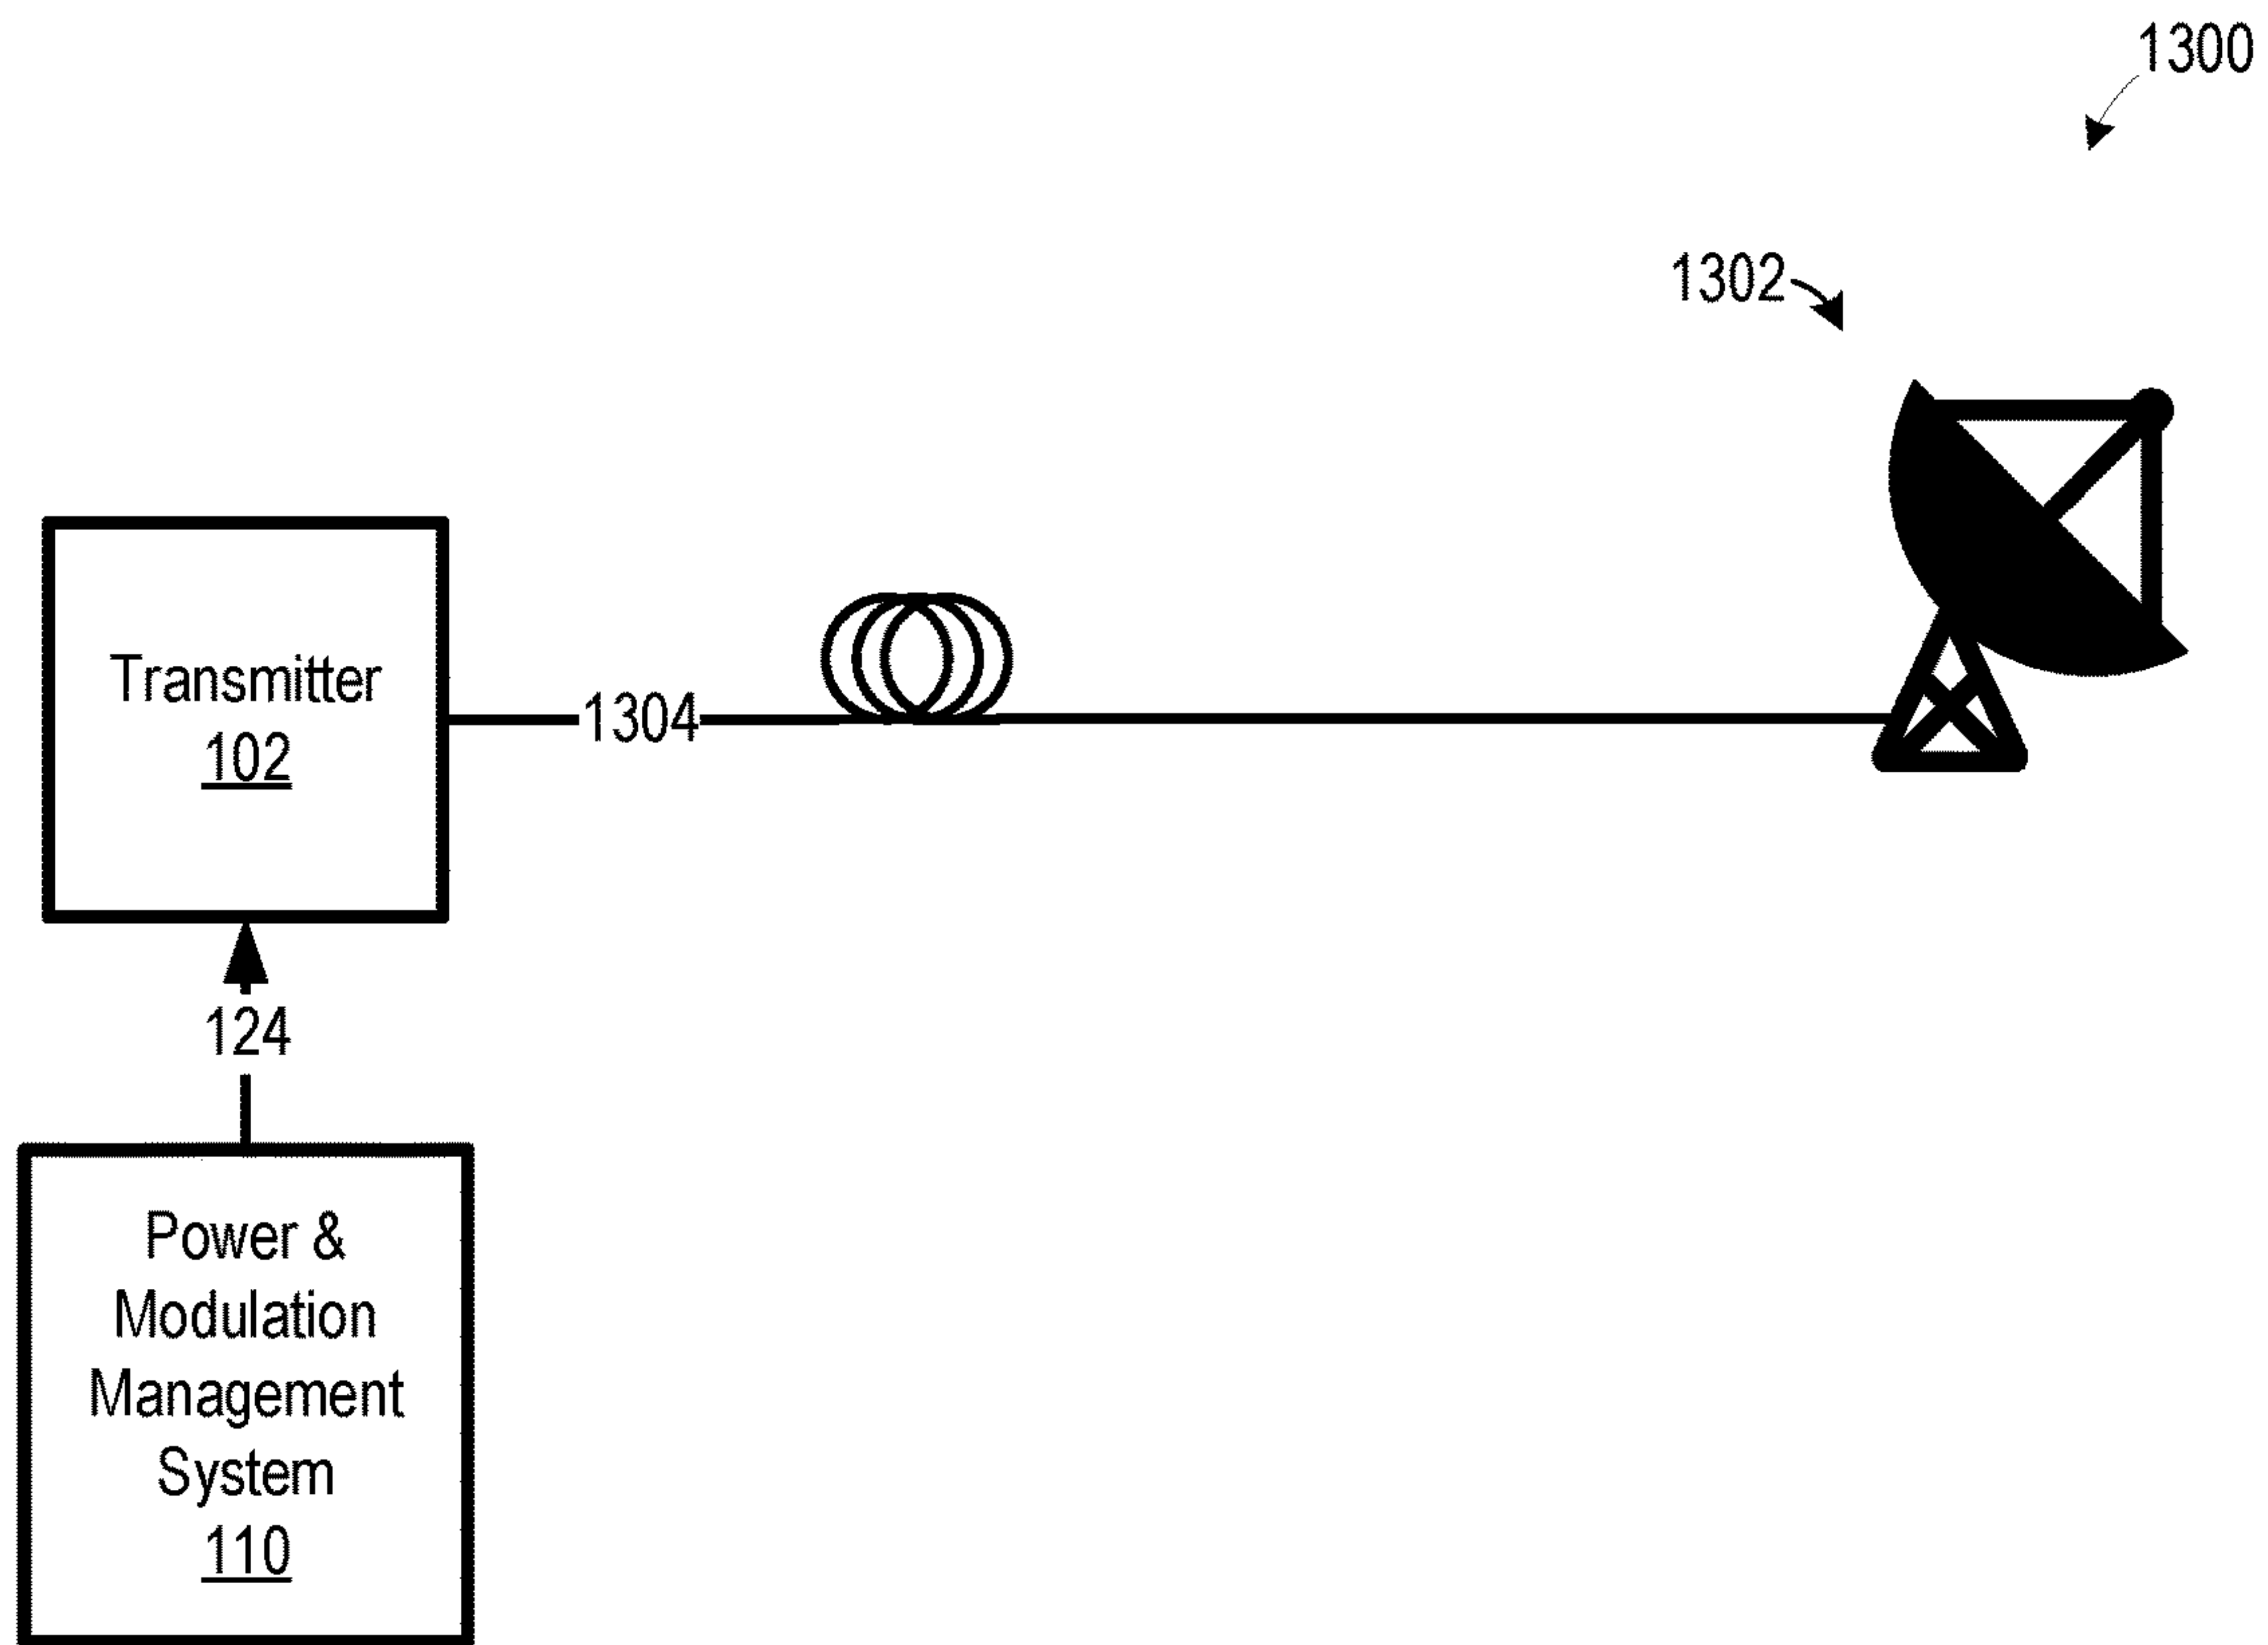 1300
1302
Transmitter
102
1304
124
Power &
Modulation
Management
System
110